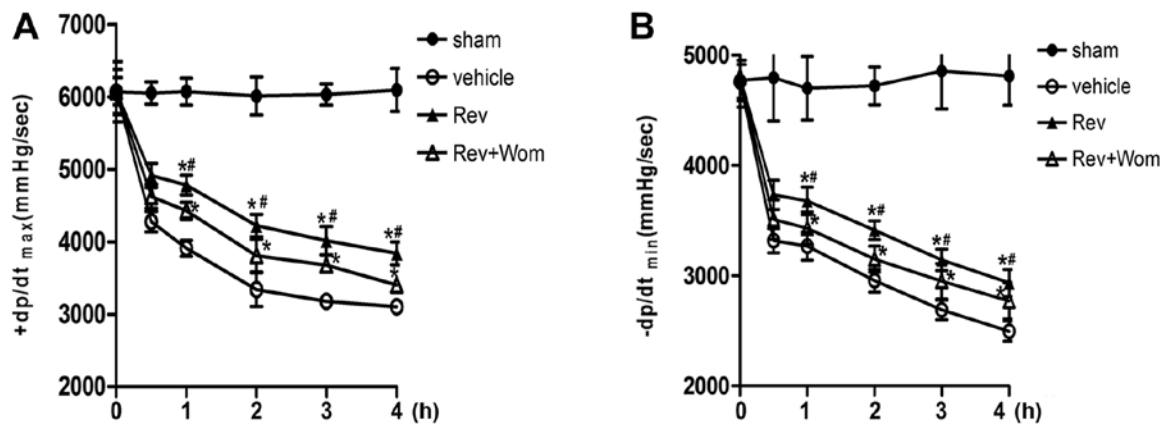 A
+dp/dt max(mmHg/sec)
7000
6000
5000
4000
3000
2000
0 1 2 3 4 (h)
*# *# *# *#
* * * *
sham
vehicle
Rev
Rev+Wom
B
-dp/dt min(mmHg/sec)
5000
4000
3000
2000
0 1 2 3 4 (h)
*# *# *# *#
* * * *
sham
vehicle
Rev
Rev+Wom